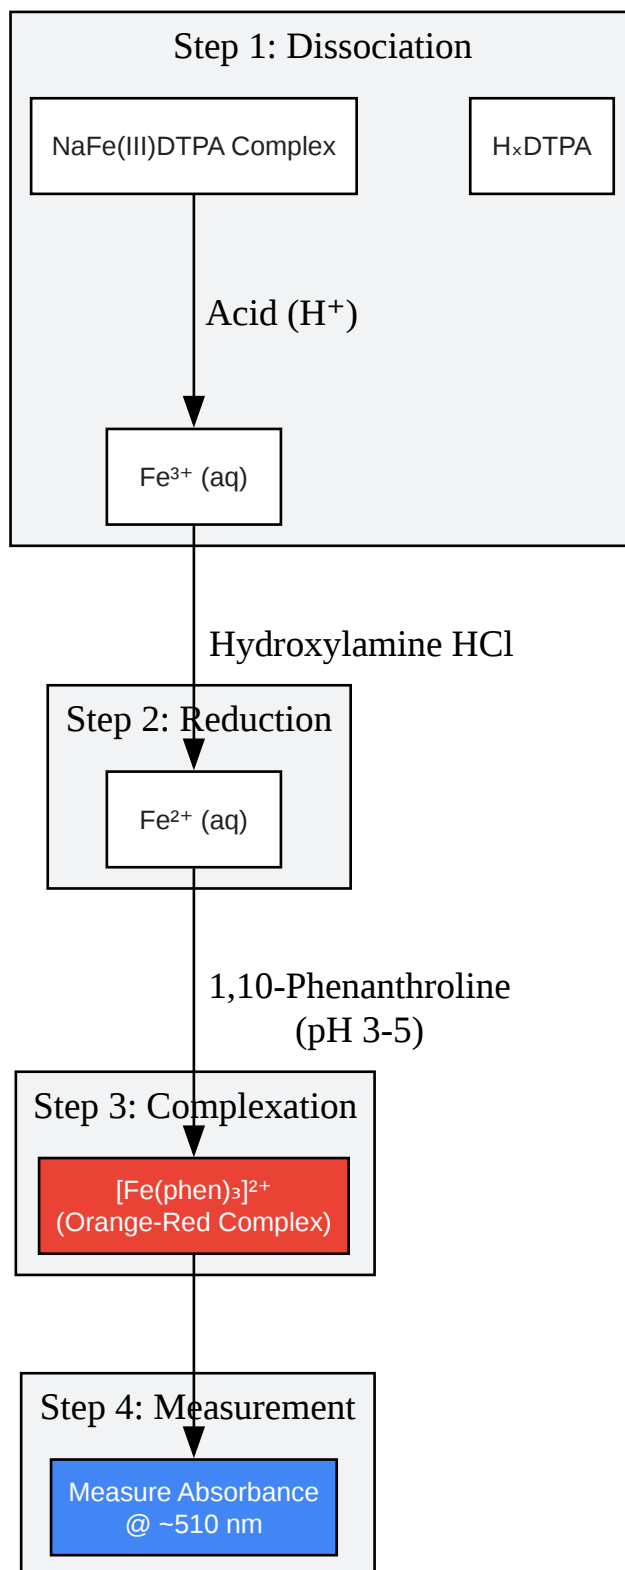 Step 1: Dissociation
NaFe(III)DTPA Complex
HₓDTPA
Acid (H⁺)
Fe³⁺ (aq)
Hydroxylamine HCl
Step 2: Reduction
Fe²⁺ (aq)
1,10-Phenanthroline
(pH 3-5)
Step 3: Complexation
[Fe(phen)₃]²⁺
(Orange-Red Complex)
Step 4: Measurement
Measure Absorbance
@ ~510 nm